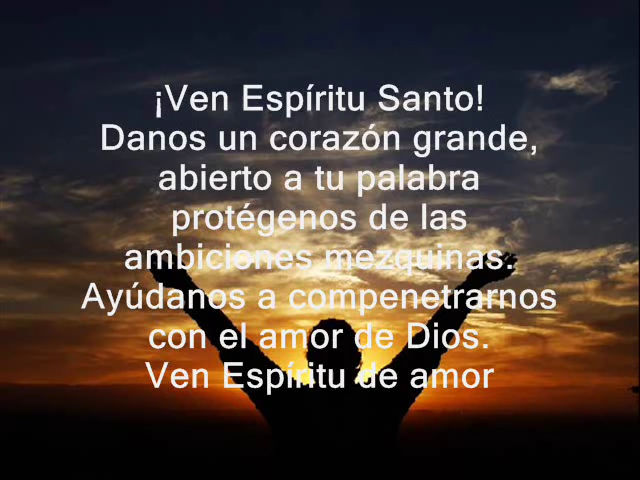 ¡Ven Espíritu Santo!
Danos un corazón grande,
abierto a tu palabra
protégenos de las
ambiciones mezquinas.
Ayúdanos a compenetrarnos
con el amor de Dios.
Ven Espíritu de amor